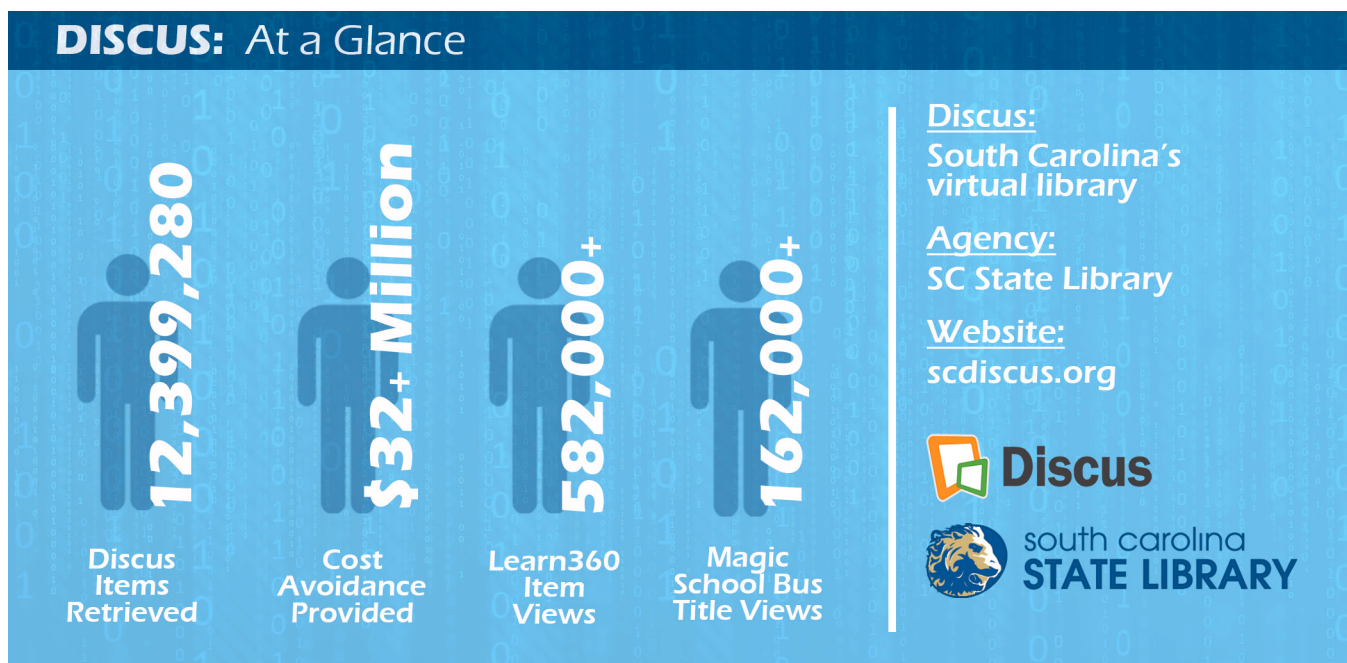 DISCUS: At a Glance
12,399,280
Discus
Items
Retrieved
$32+ Million
Cost
Avoidance
Provided
582,000+
Learn360
Item
Views
162,000+
Magic
School Bus
Title Views
Discus:
South Carolina's
virtual library
Agency:
SC State Library
Website:
scdiscus.org
Discus
south carolina
STATE LIBRARY